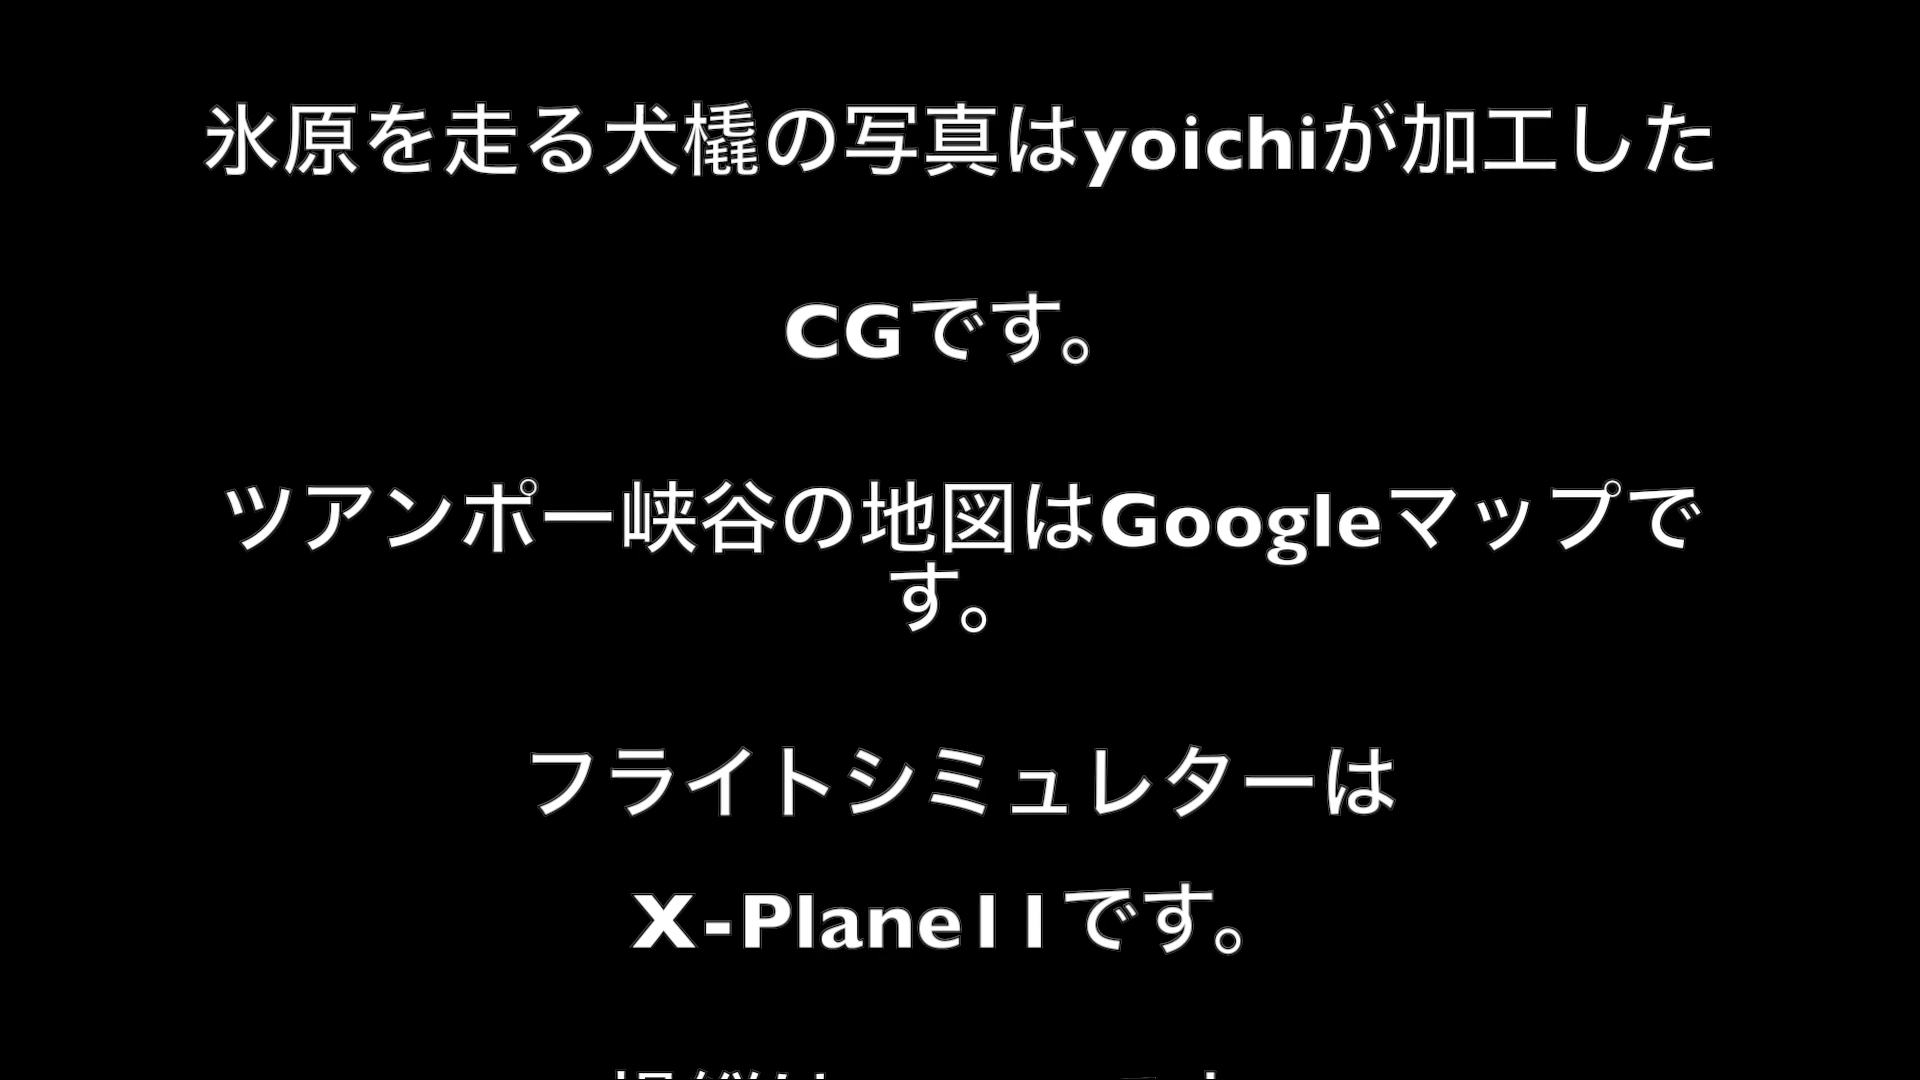 氷原を走る犬橇の写真はyoichiが加工した
CGです。
ツアンポー峡谷の地図はGoogleマップで
す。
フライトシミュレターは
X-Plane11です。